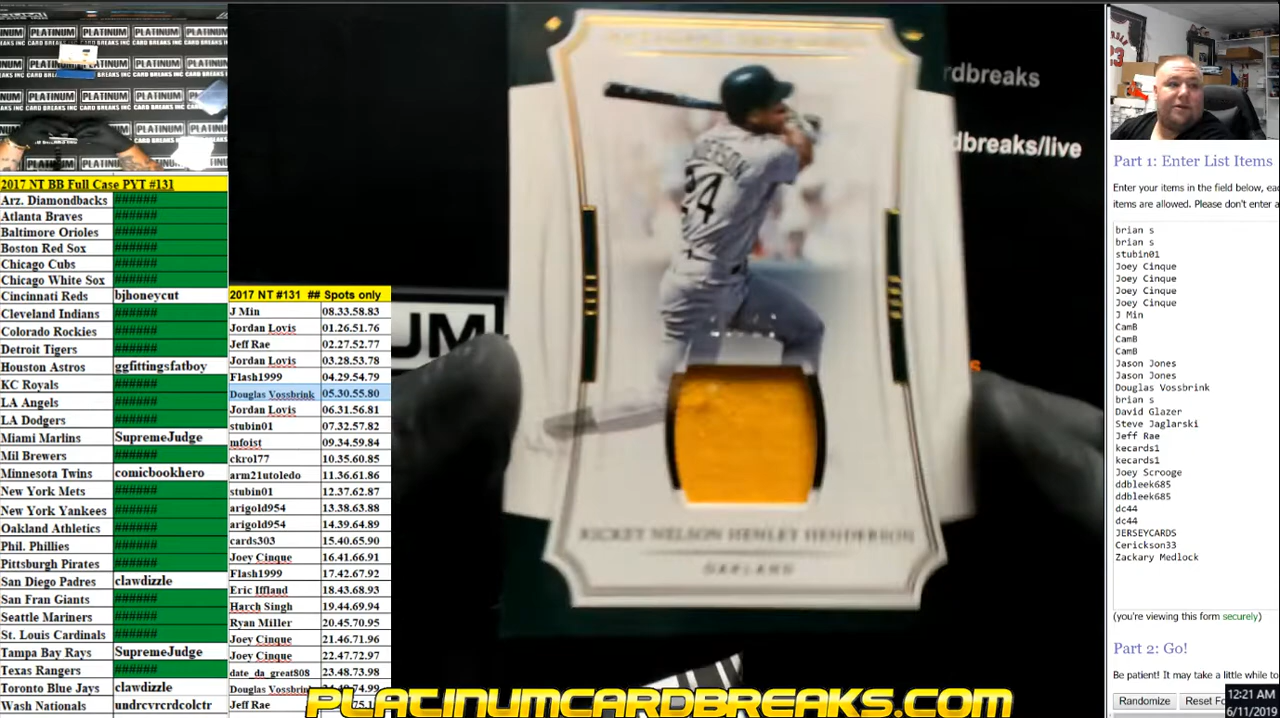 PLATINUM
CARD BREAKS INC
2017 NT BB Full Case PYT #131
Arz. Diamondbacks ######
Atlanta Braves ######
Baltimore Orioles ######
Boston Red Sox ######
Chicago Cubs ######
Chicago White Sox ######
Cincinnati Reds bjhoneycut
Cleveland Indians ######
Colorado Rockies ######
Detroit Tigers ######
Houston Astros ggfittingsfatboy
KC Royals ######
LA Angels ######
LA Dodgers ######
Miami Marlins SupremeJudge
Mil Brewers ######
Minnesota Twins comicbookhero
New York Mets ######
New York Yankees ######
Oakland Athletics ######
Phil. Phillies ######
Pittsburgh Pirates ######
San Diego Padres clawdizzle
San Fran Giants ######
Seattle Mariners ######
St. Louis Cardinals ######
Tampa Bay Rays SupremeJudge
Texas Rangers ######
Toronto Blue Jays clawdizzle
Wash Nationals undrcvrcrdcolctr
2017 NT #131 ## Spots only
J Min 08.33.58.83
Jordan Lovis 01.26.51.76
Jeff Rae 02.27.52.77
Jordan Lovis 03.28.53.78
Flash1999 04.29.54.79
Douglas Vossbrink 05.30.55.80
Jordan Lovis 06.31.56.81
stubin01 07.32.57.82
mfoist 09.34.59.84
ckrol77 10.35.60.85
arm21utoledo 11.36.61.86
stubin01 12.37.62.87
arigold954 13.38.63.88
arigold954 14.39.64.89
cards303 15.40.65.90
Joey Cinque 16.41.66.91
Flash1999 17.42.67.92
Eric Iffland 18.43.68.93
Harch Singh 19.44.69.94
Ryan Miller 20.45.70.95
Joey Cinque 21.46.71.96
Joey Cinque 22.47.72.97
date_da_great808 23.48.73.98
Douglas Vossbrin
Jeff Rae
rdbreaks
dbreaks/live
UM
24
RICKEY NELSON HENLEY HENDERSON
OAKLAND
PLATINUMCARDBREAKS.COM
Part 1: Enter List Items
Enter your items in the field below, ea
items are allowed. Please don't enter a
brian s
brian s
stubin01
Joey Cinque
Joey Cinque
Joey Cinque
Joey Cinque
J Min
CamB
CamB
CamB
Jason Jones
Jason Jones
Douglas Vossbrink
brian s
David Glazer
Steve Jaglarski
Jeff Rae
kecards1
kecards1
Joey Scrooge
ddbleek685
ddbleek685
dc44
dc44
JERSEYCARDS
Cerickson33
Zackary Medlock
(you're viewing this form securely)
Part 2: Go!
Be patient! It may take a little while to
Randomize Reset Fo
12:21 AM
6/11/2019